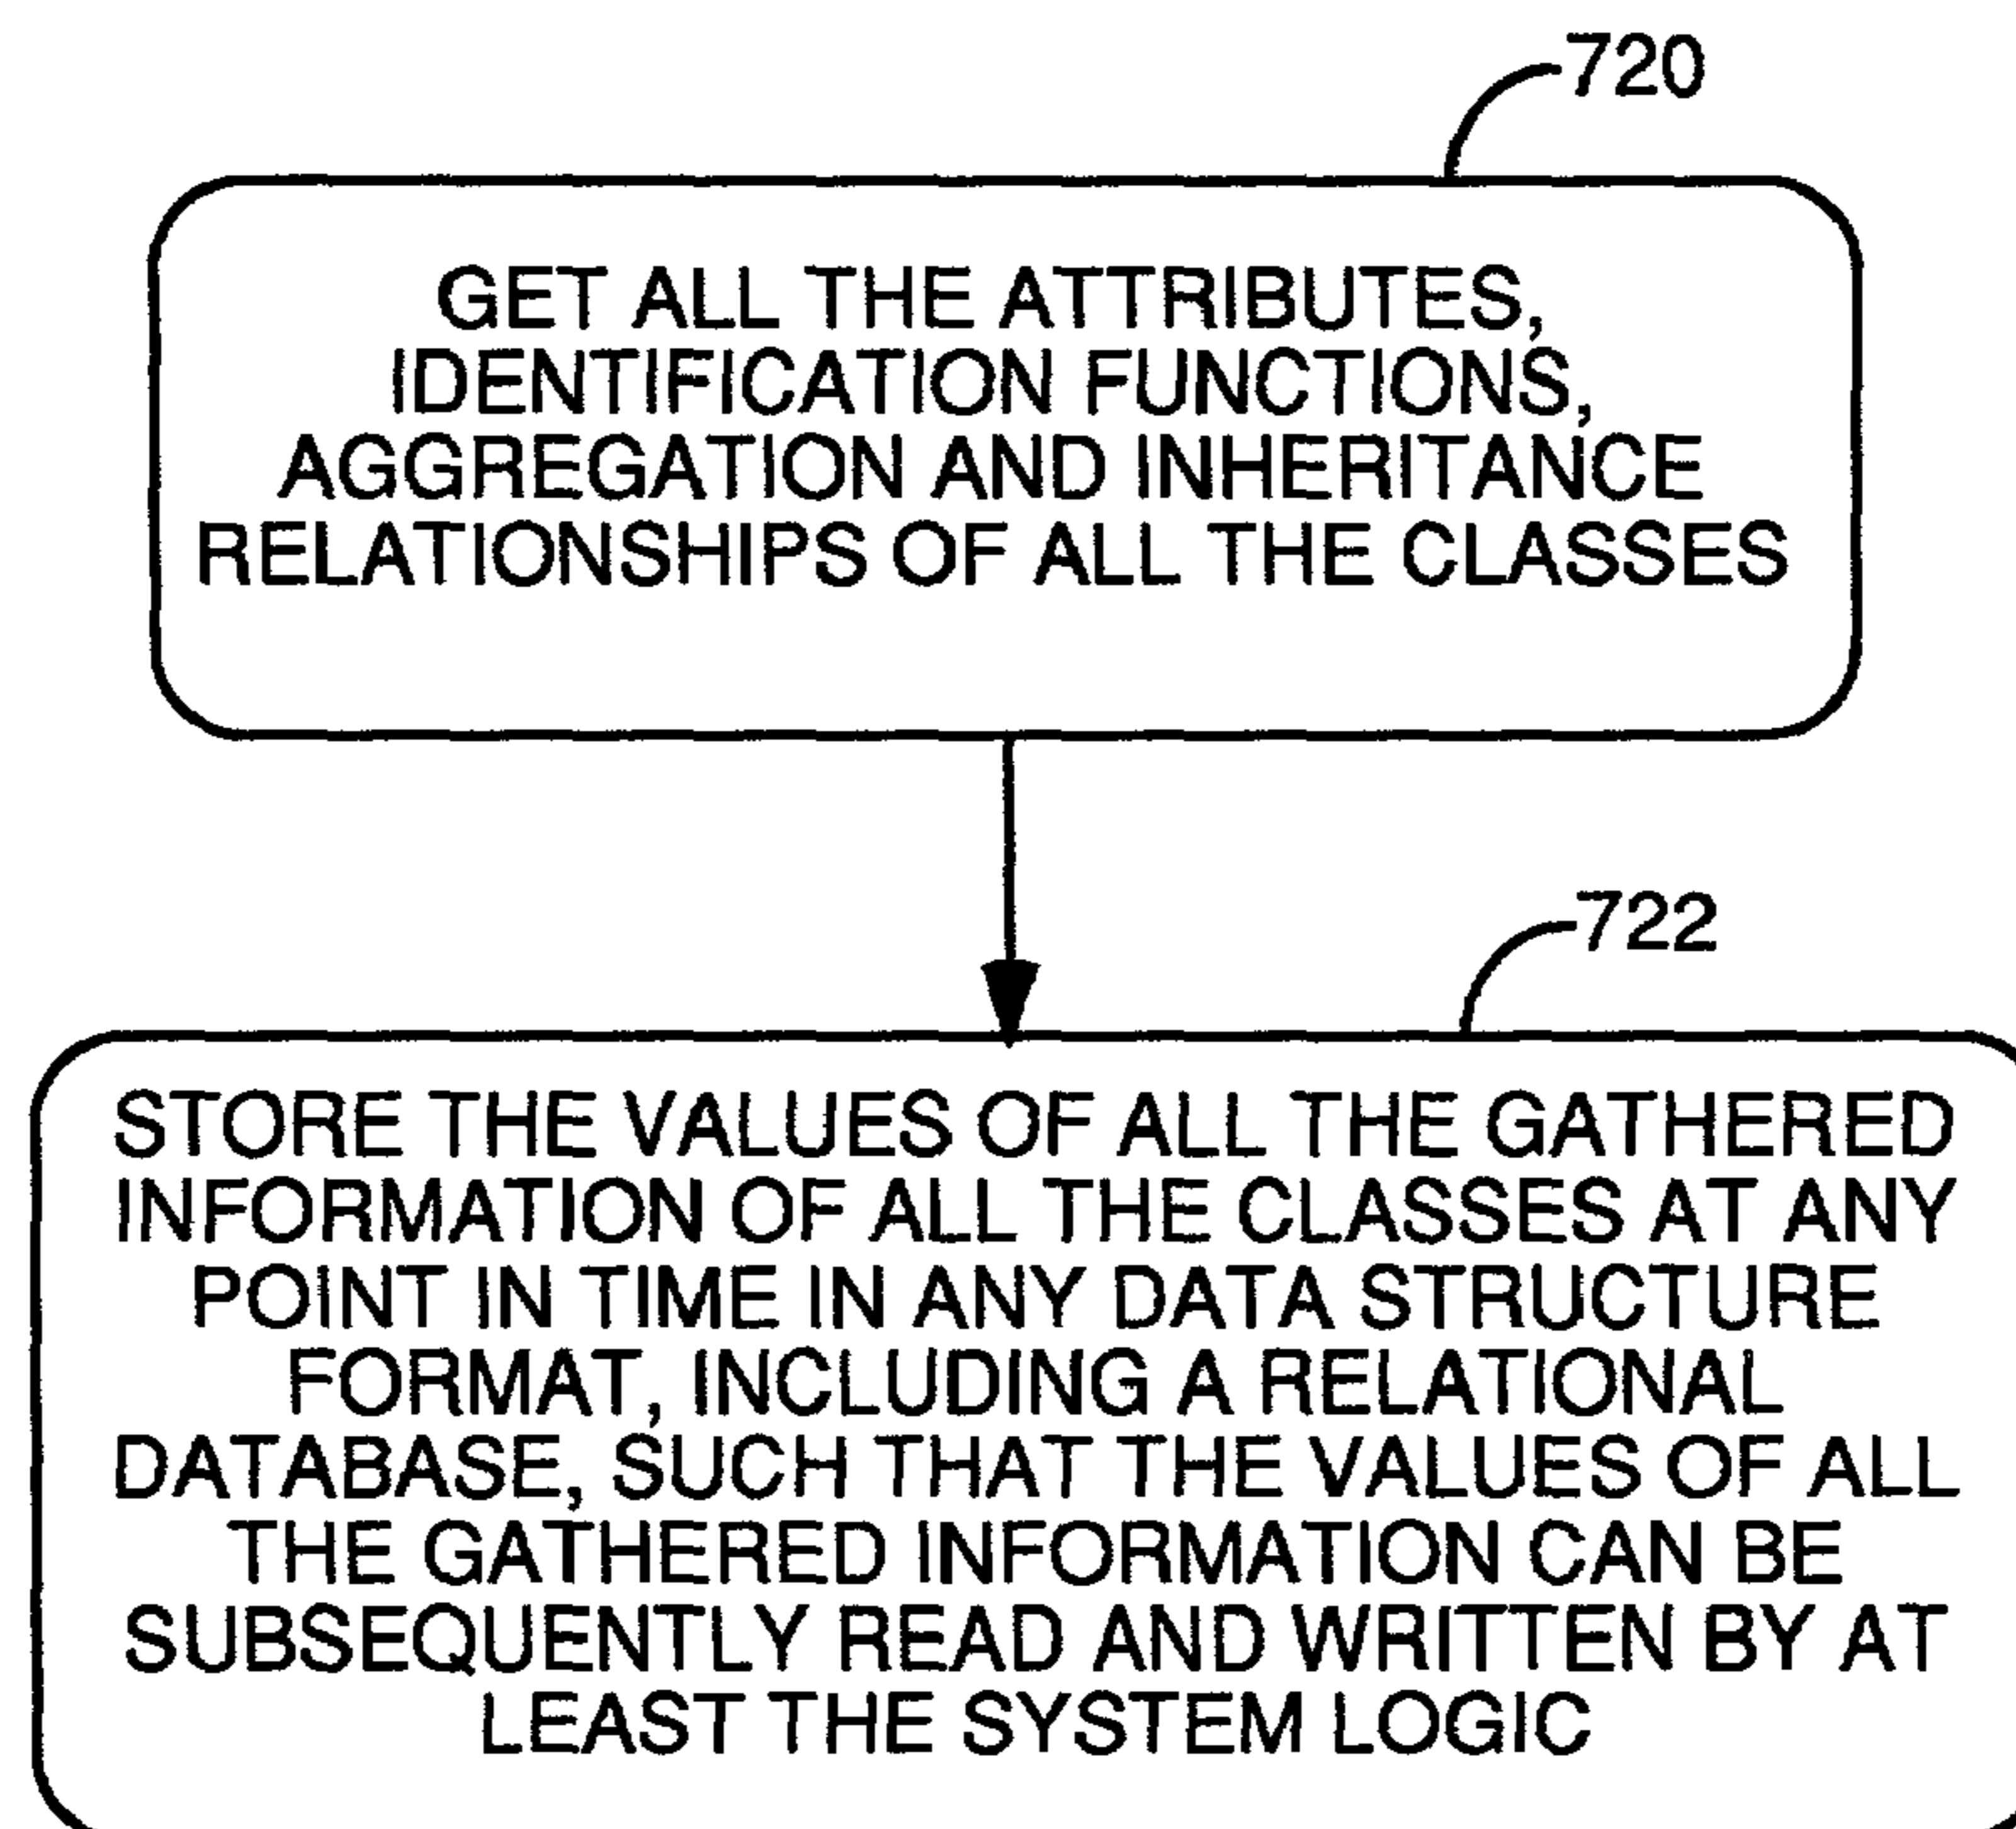 720
GET ALL THE ATTRIBUTES,
IDENTIFICATION FUNCTIONS,
AGGREGATION AND INHERITANCE
RELATIONSHIPS OF ALL THE CLASSES
722
STORE THE VALUES OF ALL THE GATHERED
INFORMATION OF ALL THE CLASSES AT ANY
POINT IN TIME IN ANY DATA STRUCTURE
FORMAT, INCLUDING A RELATIONAL
DATABASE, SUCH THAT THE VALUES OF ALL
THE GATHERED INFORMATION CAN BE
SUBSEQUENTLY READ AND WRITTEN BY AT
LEAST THE SYSTEM LOGIC